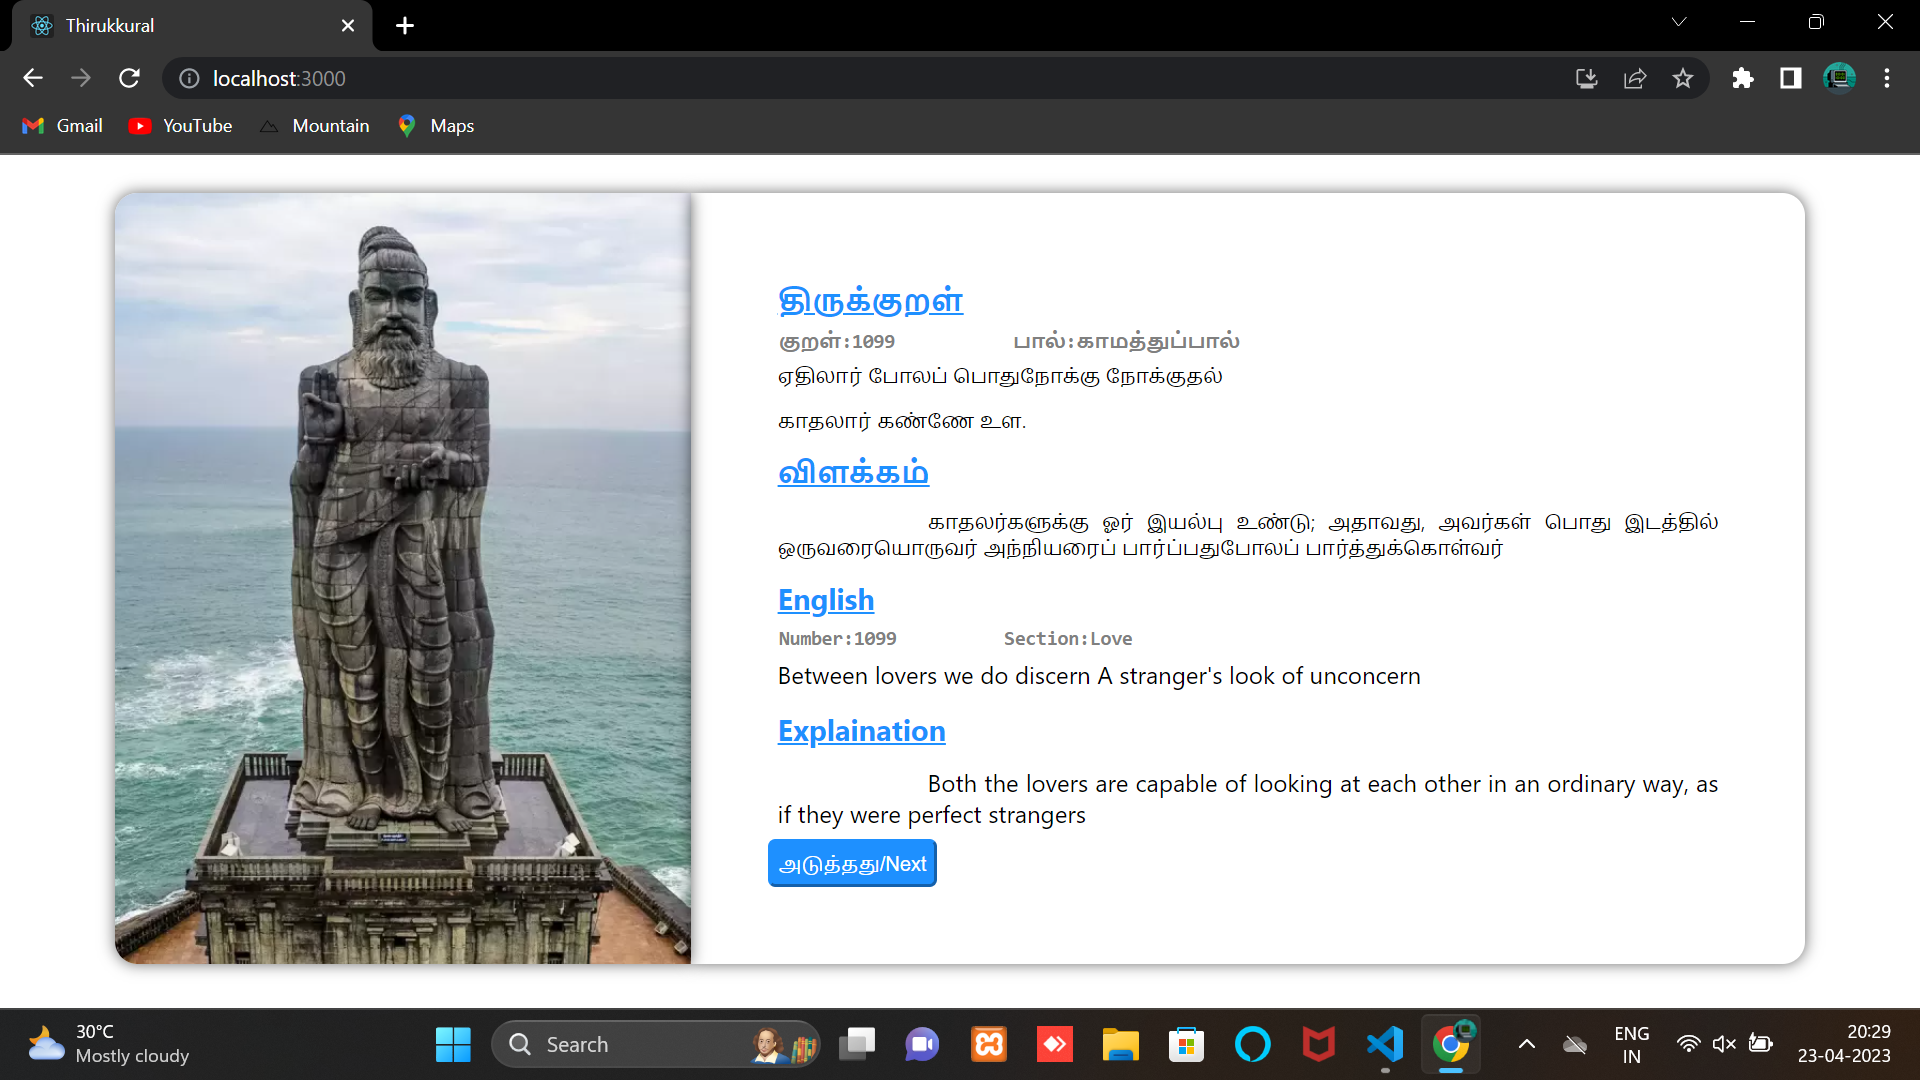 Thirukkural
localhost:3000
Gmail YouTube Mountain Maps
திருக்குறள்
குறள்:1099 பால்:காமத்துப்பால்
ஏதிலார் போலப் பொதுநோக்கு நோக்குதல்
காதலார் கண்ணே உள.
விளக்கம்
காதலர்களுக்கு ஓர் இயல்பு உண்டு; அதாவது, அவர்கள் பொது இடத்தில்
ஒருவரையொருவர் அந்நியரைப் பார்ப்பதுபோலப் பார்த்துக்கொள்வர்
English
Number:1099 Section:Love
Between lovers we do discern A stranger's look of unconcern
Explaination
Both the lovers are capable of looking at each other in an ordinary way, as
if they were perfect strangers
அடுத்தது/Next
30°C
Mostly cloudy
Search
ENG
IN
20:29
23-04-2023